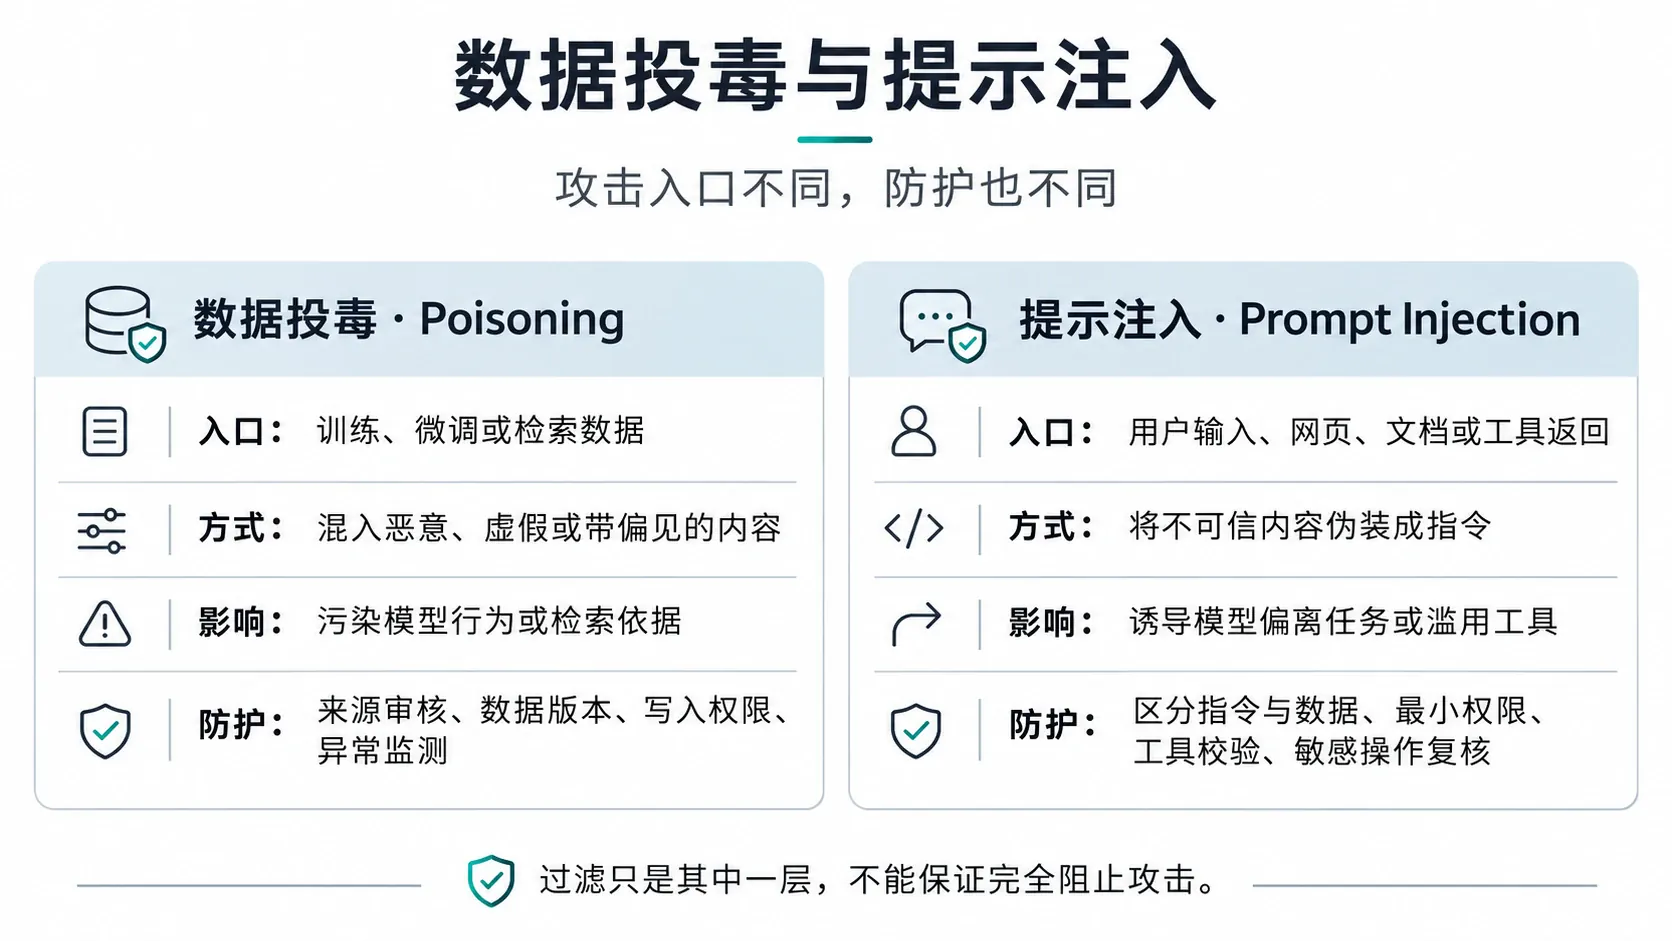 数据投毒与提示注入
攻击入口不同，防护也不同
数据投毒 · Poisoning
入口： 训练、微调或检索数据
方式： 混入恶意、虚假或带偏见的内容
影响： 污染模型行为或检索依据
防护： 来源审核、数据版本、写入权限、
异常监测
提示注入 · Prompt Injection
入口： 用户输入、网页、文档或工具返回
方式： 将不可信内容伪装成指令
影响： 诱导模型偏离任务或滥用工具
防护： 区分指令与数据、最小权限、
工具校验、敏感操作复核
过滤只是其中一层，不能保证完全阻止攻击。